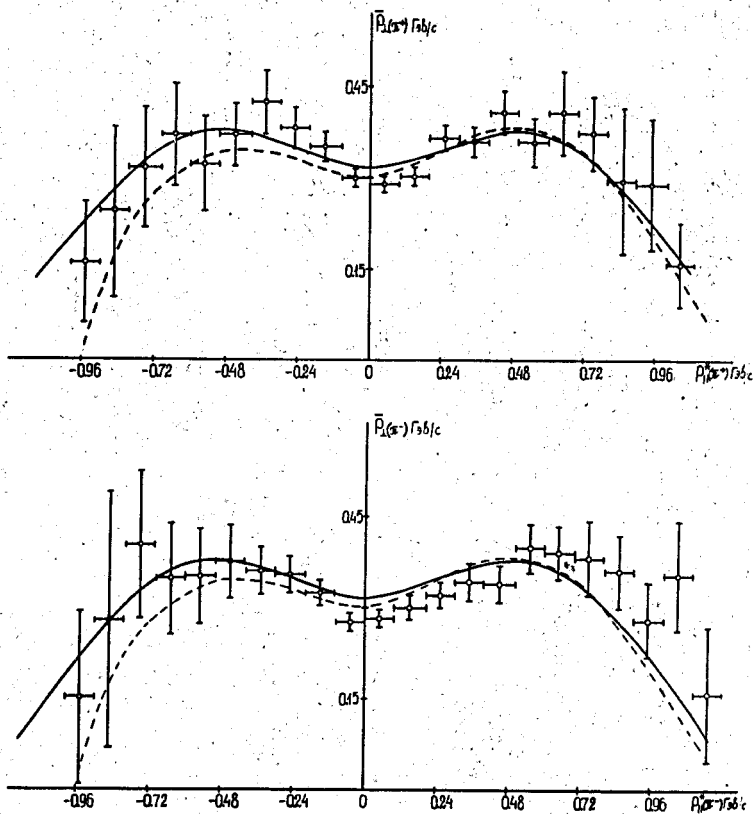 P̄⊥(π⁺) Гэв/с
0.45
0.15
-0.96 -0.72 -0.48 -0.24 0 0.24 0.48 0.72 0.96 P*∥(π⁺) Гэв/с
P̄⊥(π⁻) Гэв/с
0.45
0.15
-0.96 -0.72 -0.48 -0.24 0 0.24 0.48 0.72 0.96 P*∥(π⁻) Гэв/с